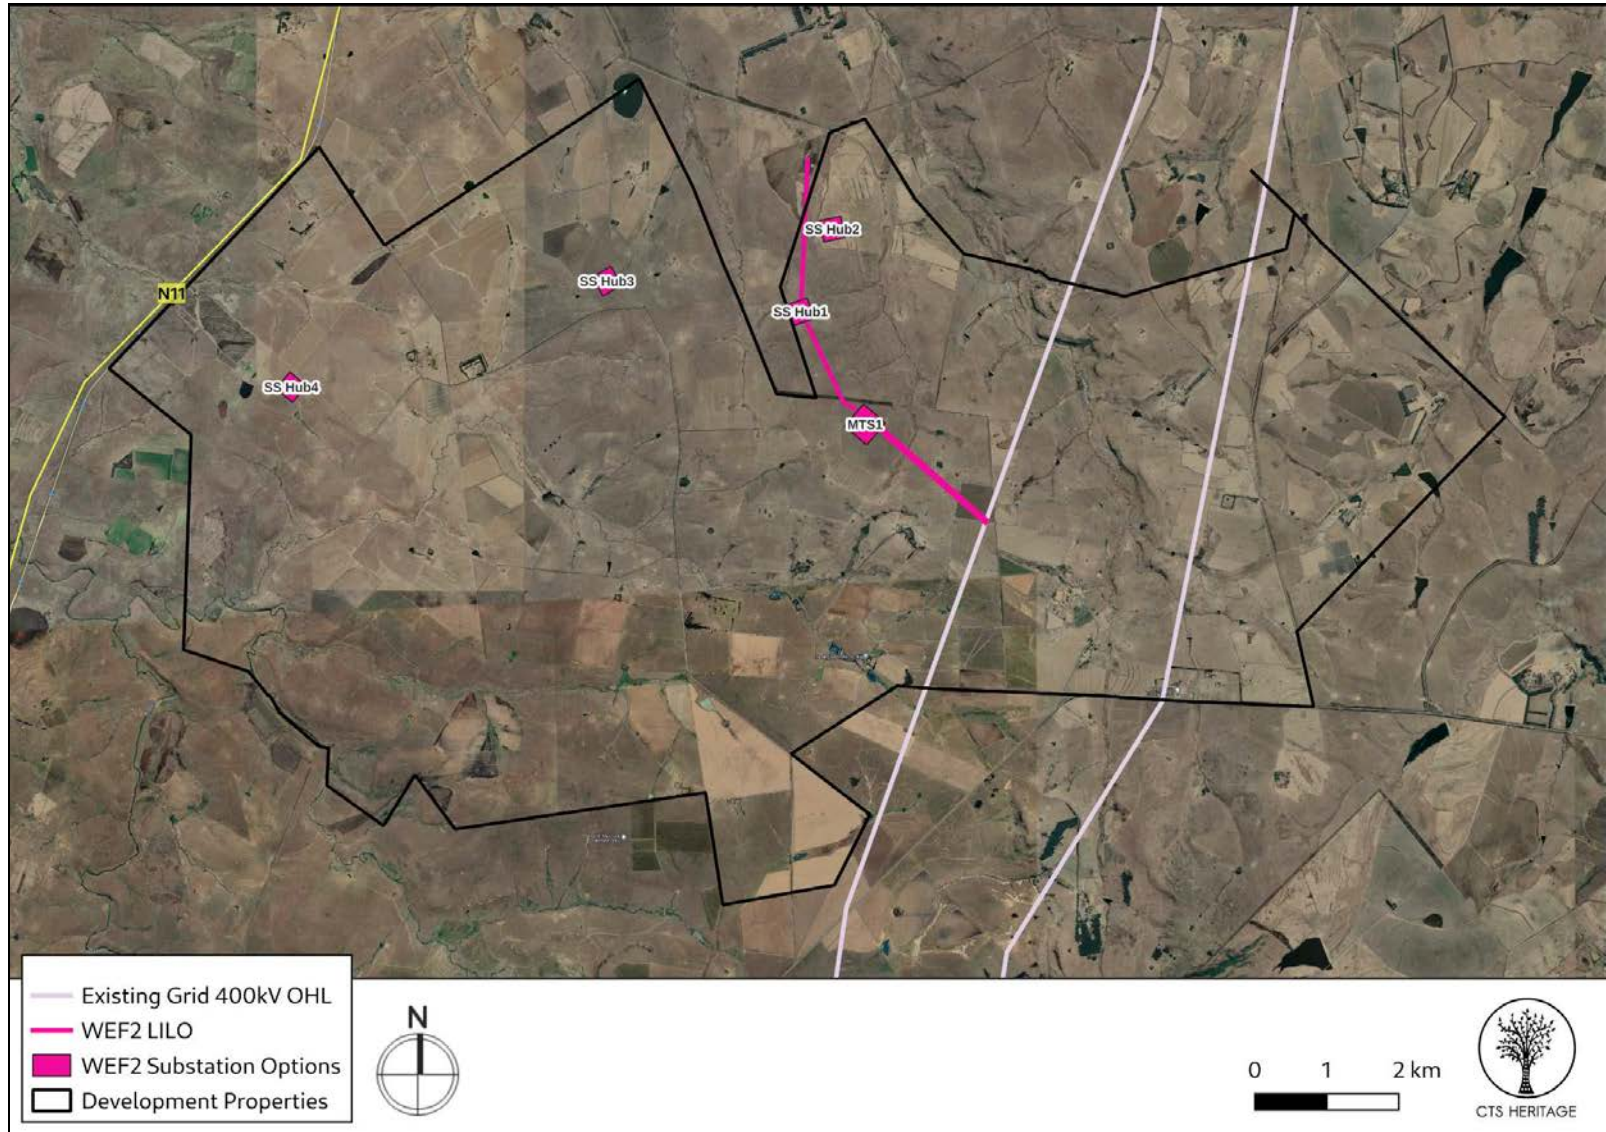 SS Hub2
SS Hub3
N11
SS Hub1
SS Hub4
MTS1
Existing Grid 400kV OHL
WEF2 LILO
WEF2 Substation Options
Development Properties
N
0 1 2 km
CTS HERITAGE